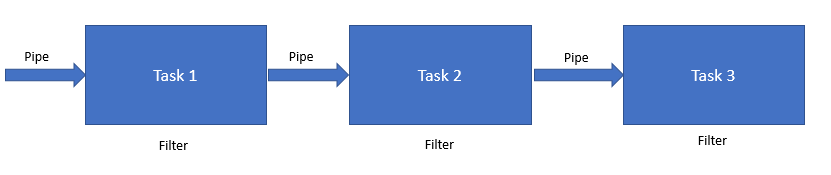 Pipe
Task 1
Filter
Pipe
Task 2
Filter
Pipe
Task 3
Filter